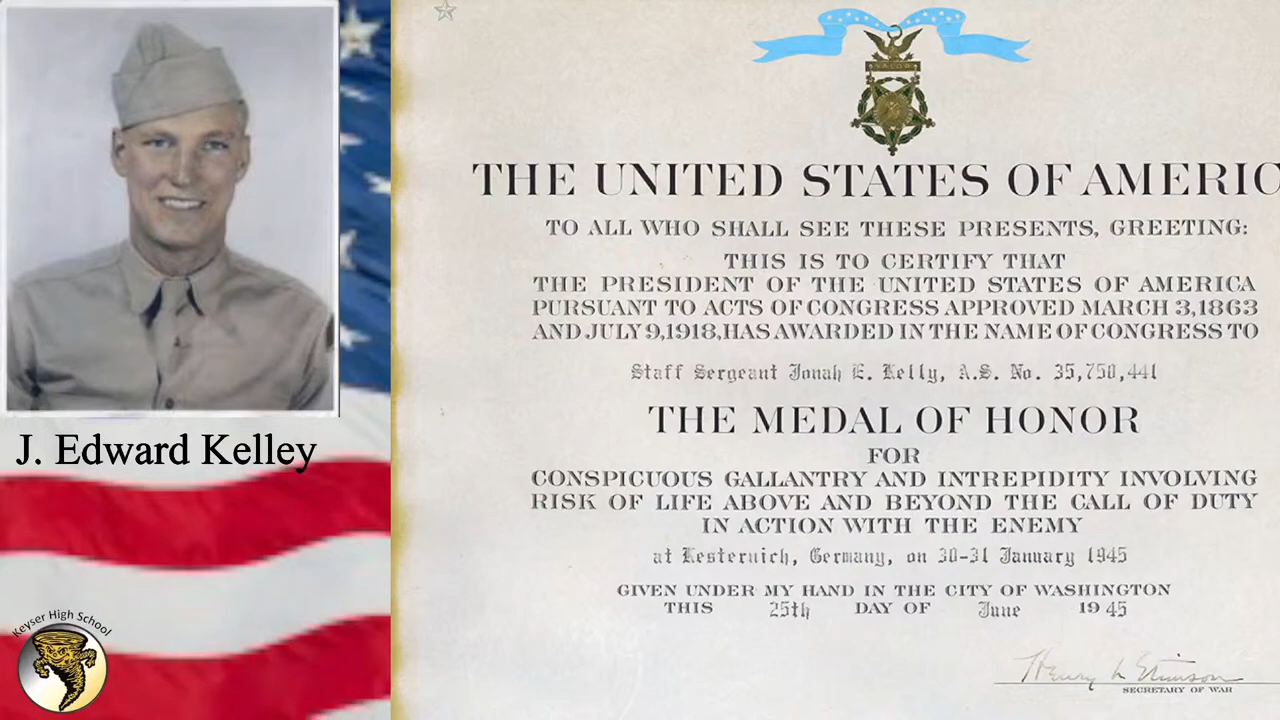 J. Edward Kelley
Keyser High School
VALOR
THE UNITED STATES OF AMERIC
TO ALL WHO SHALL SEE THESE PRESENTS, GREETING:
THIS IS TO CERTIFY THAT
THE PRESIDENT OF THE UNITED STATES OF AMERICA
PURSUANT TO ACTS OF CONGRESS APPROVED MARCH 3,1863
AND JULY 9,1918, HAS AWARDED IN THE NAME OF CONGRESS TO
Staff Sergeant Jonah E. Kelly, A.S. No. 35,750,441
THE MEDAL OF HONOR
FOR
CONSPICUOUS GALLANTRY AND INTREPIDITY INVOLVING
RISK OF LIFE ABOVE AND BEYOND THE CALL OF DUTY
IN ACTION WITH THE ENEMY
at Kesternich, Germany, on 30-31 January 1945
GIVEN UNDER MY HAND IN THE CITY OF WASHINGTON
THIS 25th DAY OF June 1945
Henry L Stimson
SECRETARY OF WAR